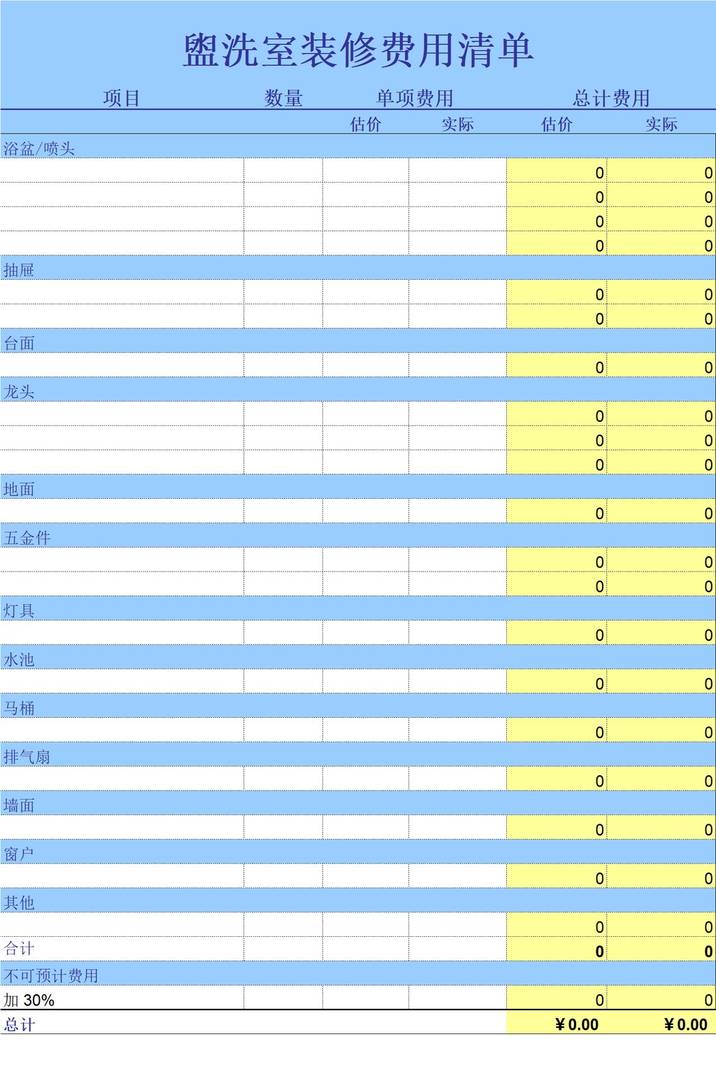 盥洗室装修费用清单
项目 数量 单项费用 总计费用
估价 实际 估价 实际
浴盆/喷头
0 0
0 0
0 0
0 0
抽屉
0 0
0 0
台面
0 0
龙头
0 0
0 0
0 0
地面
0 0
五金件
0 0
0 0
灯具
0 0
水池
0 0
马桶
0 0
排气扇
0 0
墙面
0 0
窗户
0 0
其他
0 0
合计 0 0
不可预计费用
加 30% 0 0
总计 ¥0.00 ¥0.00